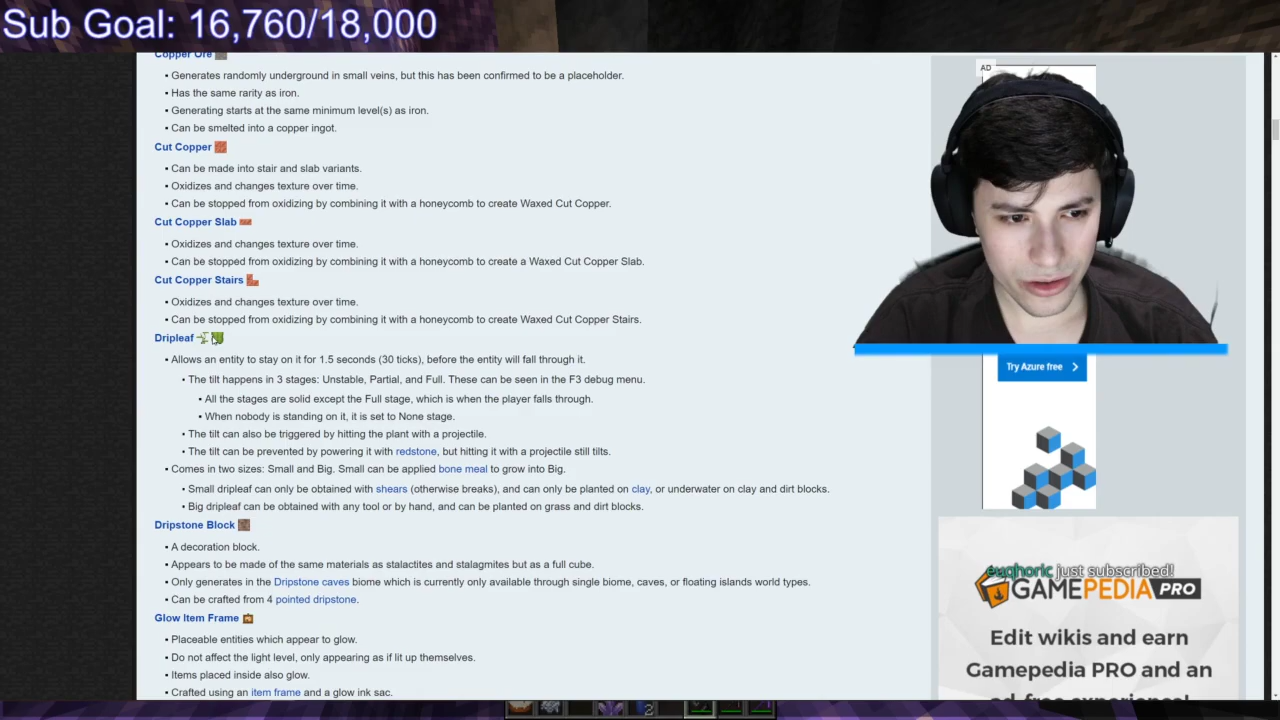 Sub Goal: 16,760/18,000
Copper Ore
• Generates randomly underground in small veins, but this has been confirmed to be a placeholder.
• Has the same rarity as iron.
• Generating starts at the same minimum level(s) as iron.
• Can be smelted into a copper ingot.
Cut Copper
• Can be made into stair and slab variants.
• Oxidizes and changes texture over time.
• Can be stopped from oxidizing by combining it with a honeycomb to create Waxed Cut Copper.
Cut Copper Slab
• Oxidizes and changes texture over time.
• Can be stopped from oxidizing by combining it with a honeycomb to create a Waxed Cut Copper Slab.
Cut Copper Stairs
• Oxidizes and changes texture over time.
• Can be stopped from oxidizing by combining it with a honeycomb to create Waxed Cut Copper Stairs.
Dripleaf
• Allows an entity to stay on it for 1.5 seconds (30 ticks), before the entity will fall through it.
• The tilt happens in 3 stages: Unstable, Partial, and Full. These can be seen in the F3 debug menu.
• All the stages are solid except the Full stage, which is when the player falls through.
• When nobody is standing on it, it is set to None stage.
• The tilt can also be triggered by hitting the plant with a projectile.
• The tilt can be prevented by powering it with redstone, but hitting it with a projectile still tilts.
• Comes in two sizes: Small and Big. Small can be applied bone meal to grow into Big.
• Small dripleaf can only be obtained with shears (otherwise breaks), and can only be planted on clay, or underwater on clay and dirt blocks.
• Big dripleaf can be obtained with any tool or by hand, and can be planted on grass and dirt blocks.
Dripstone Block
• A decoration block.
• Appears to be made of the same materials as stalactites and stalagmites but as a full cube.
• Only generates in the Dripstone caves biome which is currently only available through single biome, caves, or floating islands world types.
• Can be crafted from 4 pointed dripstone.
Glow Item Frame
• Placeable entities which appear to glow.
• Do not affect the light level, only appearing as if lit up themselves.
• Items placed inside also glow.
• Crafted using an item frame and a glow ink sac.
AD
Try Azure free
euphoric just subscribed!
GAMEPEDIA PRO
Edit wikis and earn
Gamepedia PRO and an
ad-free experience!
2